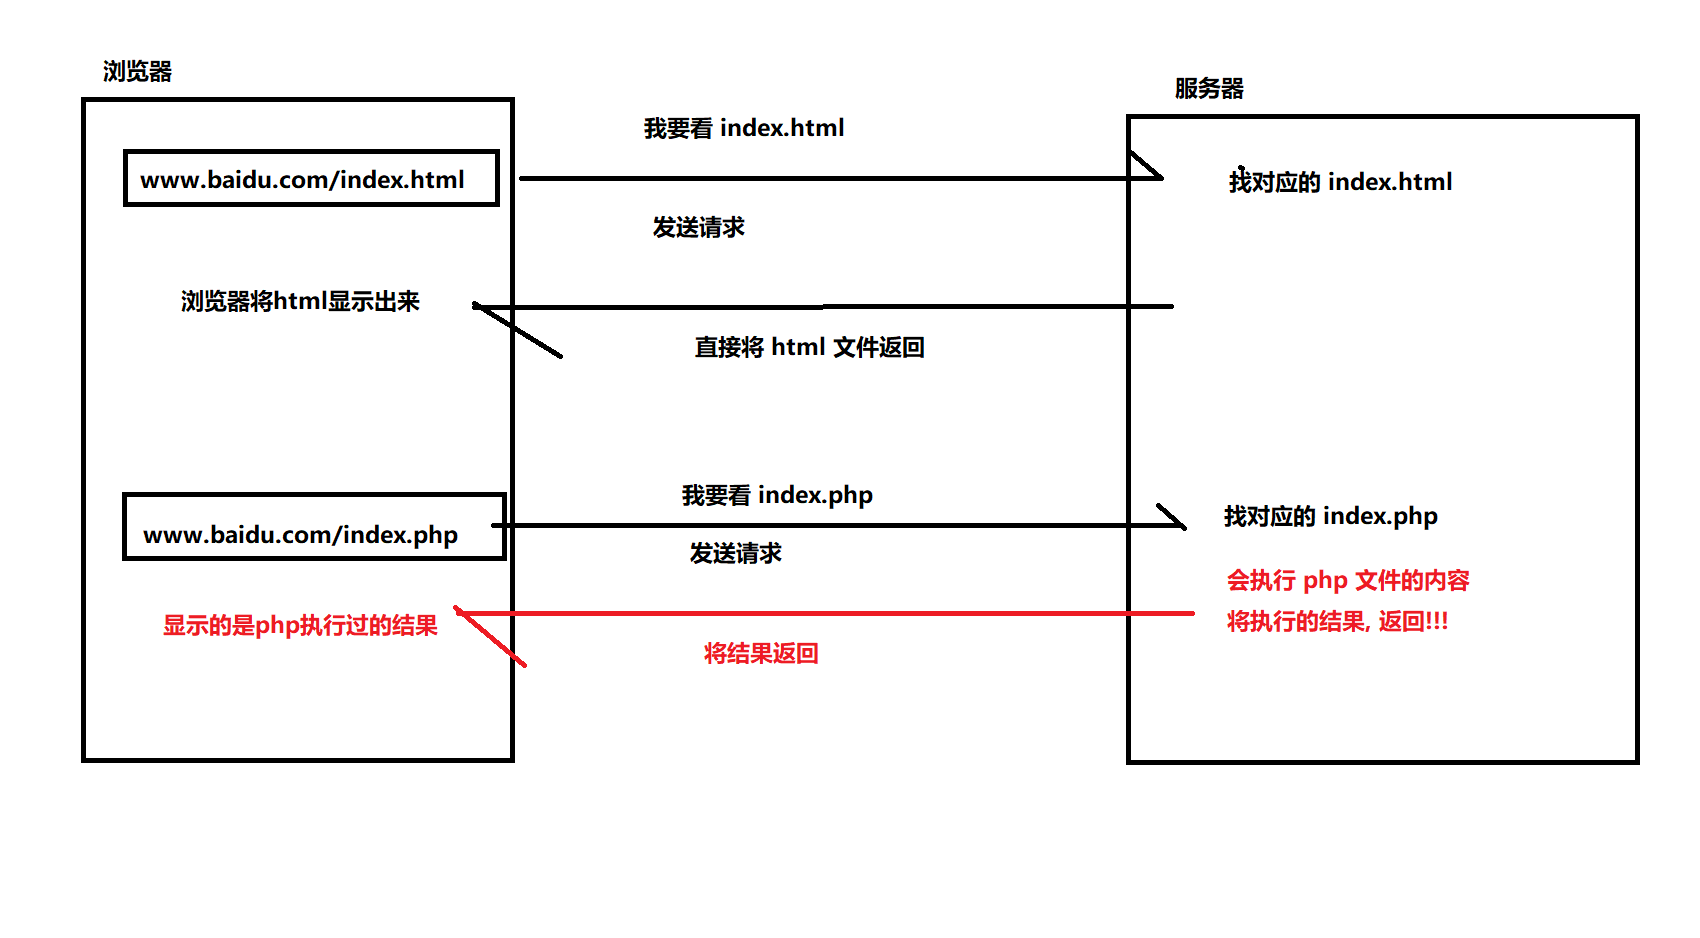 浏览器
服务器
我要看 index.html
www.baidu.com/index.html
找对应的 index.html
发送请求
浏览器将html显示出来
直接将 html 文件返回
我要看 index.php
www.baidu.com/index.php
找对应的 index.php
发送请求
会执行 php 文件的内容
将执行的结果, 返回!!!
显示的是php执行过的结果
将结果返回